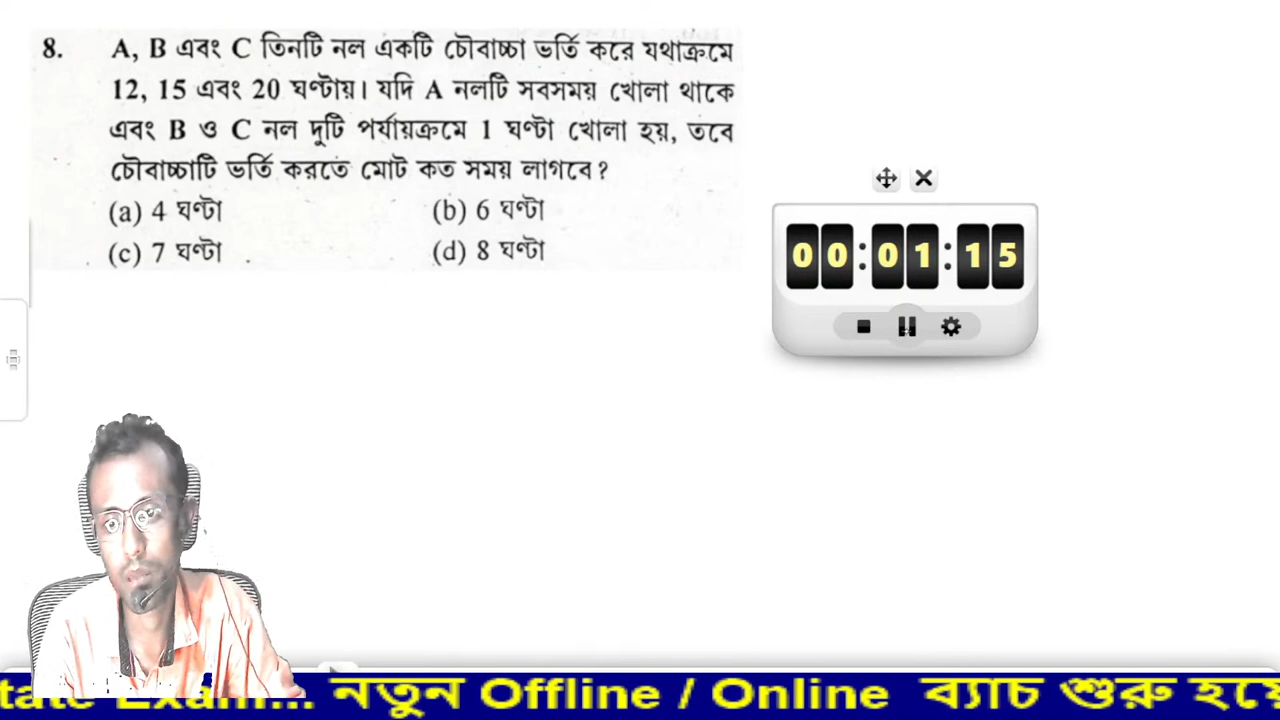 8. A, B এবং C তিনটি নল একটি চৌবাচ্চা ভর্তি করে যথাক্রমে
12, 15 এবং 20 ঘণ্টায়। যদি A নলটি সবসময় খোলা থাকে
এবং B ও C নল দুটি পর্যায়ক্রমে 1 ঘণ্টা খোলা হয়, তবে
চৌবাচ্চাটি ভর্তি করতে মোট কত সময় লাগবে?
(a) 4 ঘণ্টা (b) 6 ঘণ্টা
(c) 7 ঘণ্টা (d) 8 ঘণ্টা
00:01:15
tate Exam... নতুন Offline / Online ব্যাচ শুরু হয়ে